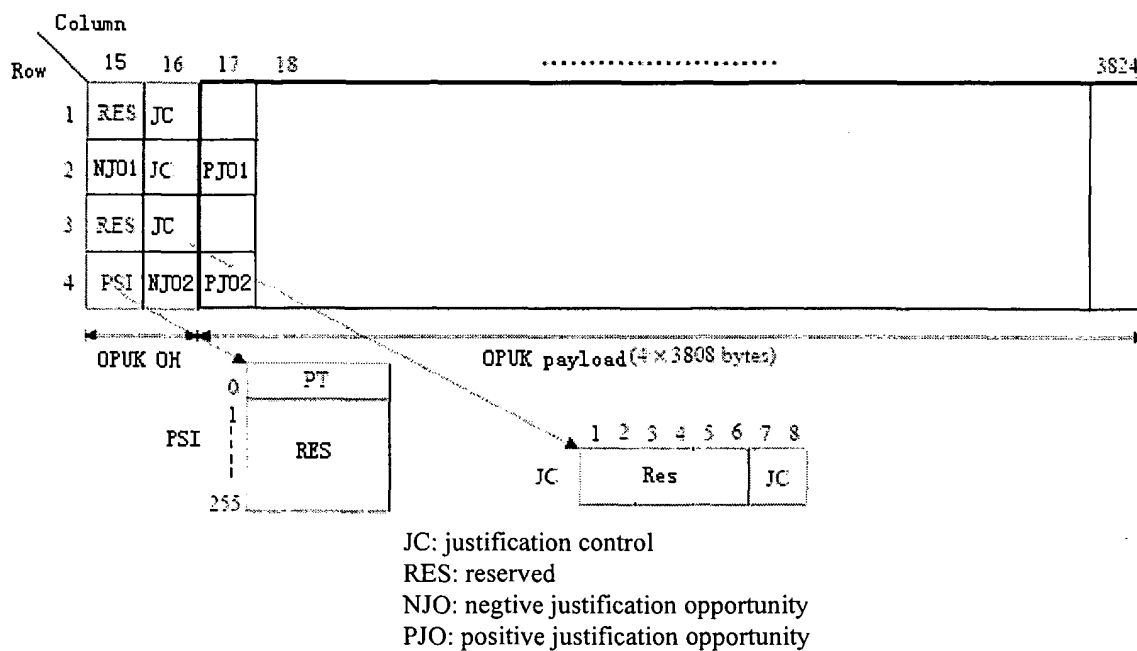 Column
Row 15 16 17 18 3824
1 RES JC
2 NJO1 JC PJO1
3 RES JC
4 PSI NJO2 PJO2
OPUK OH OPUK payload(4×3808 bytes)
0 PT
1
PSI RES
255
1 2 3 4 5 6 7 8
JC Res JC
JC: justification control
RES: reserved
NJO: negtive justification opportunity
PJO: positive justification opportunity